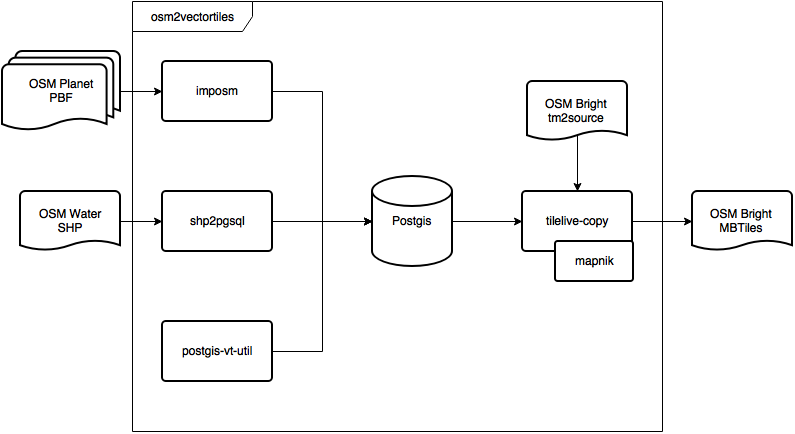 osm2vectortiles
OSM Planet
PBF
imposm
OSM Bright
tm2source
OSM Water
SHP
shp2pgsql
Postgis
tilelive-copy
mapnik
OSM Bright
MBTiles
postgis-vt-util